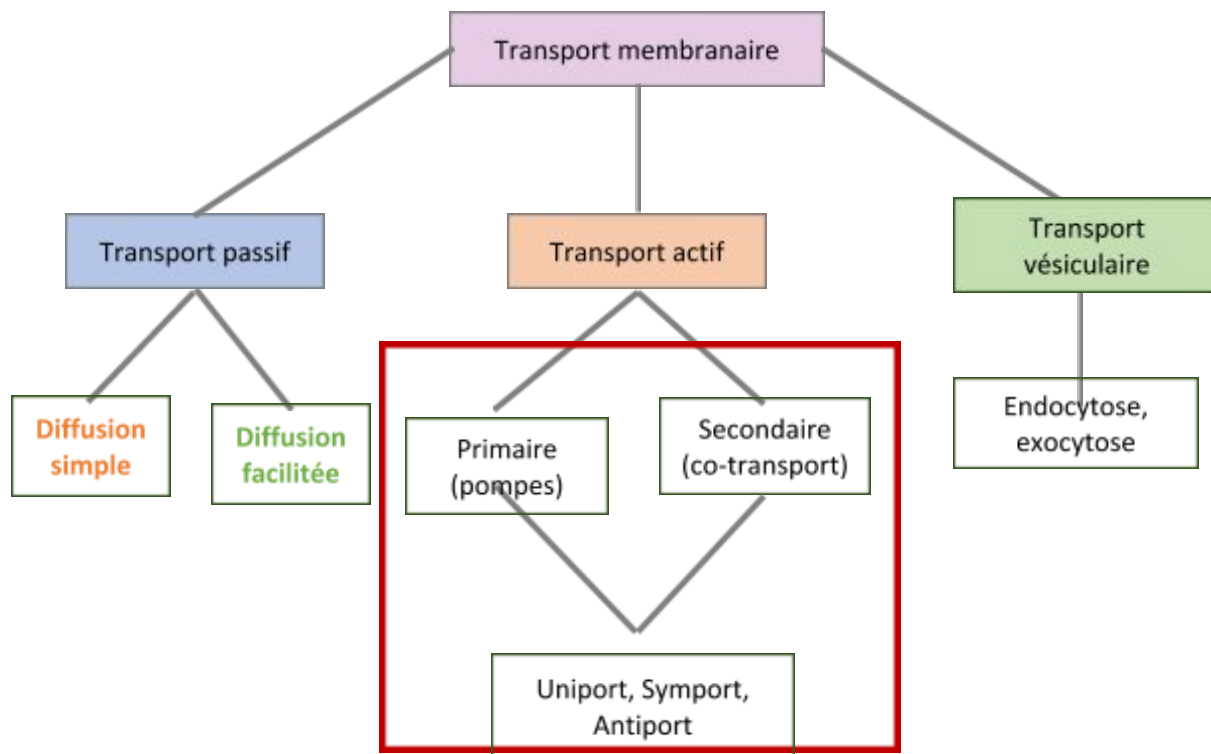 Transport membranaire
Transport passif
Transport actif
Transport
vésiculaire
Diffusion
simple
Diffusion
facilitée
Primaire
(pompes)
Secondaire
(co-transport)
Endocytose,
exocytose
Uniport, Symport,
Antiport